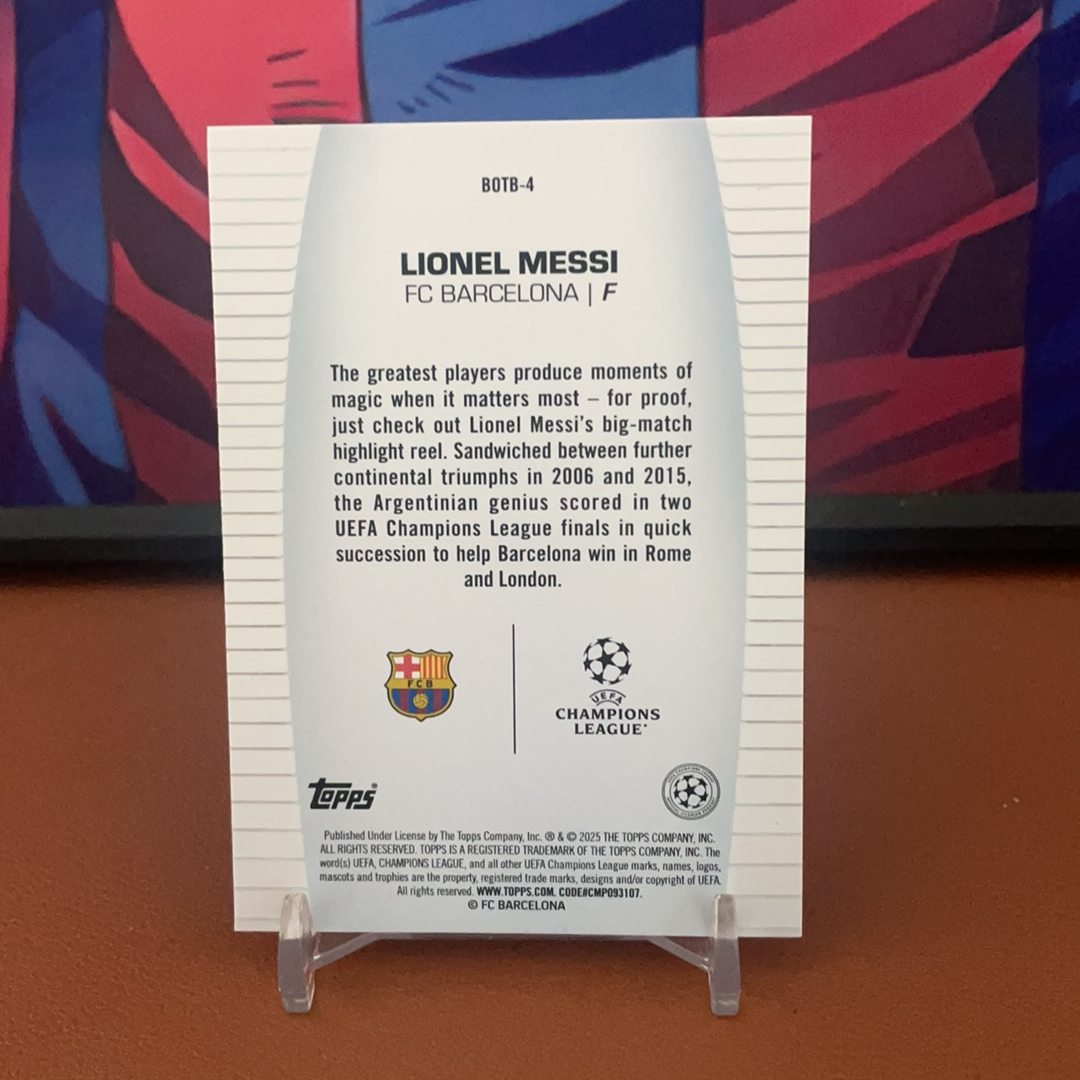 BOTB-4
LIONEL MESSI
FC BARCELONA | F
The greatest players produce moments of
magic when it matters most – for proof,
just check out Lionel Messi's big-match
highlight reel. Sandwiched between further
continental triumphs in 2006 and 2015,
the Argentinian genius scored in two
UEFA Champions League finals in quick
succession to help Barcelona win in Rome
and London.
FCB
UEFA
CHAMPIONS
LEAGUE
topps®
Published Under License by The Topps Company, Inc. ® & © 2025 THE TOPPS COMPANY, INC.
ALL RIGHTS RESERVED. TOPPS IS A REGISTERED TRADEMARK OF THE TOPPS COMPANY, INC. The
word(s) UEFA, CHAMPIONS LEAGUE, and all other UEFA Champions League marks, names, logos,
mascots and trophies are the property, registered trade marks, designs and/or copyright of UEFA.
All rights reserved. WWW.TOPPS.COM. CODE#CMP093107.
© FC BARCELONA